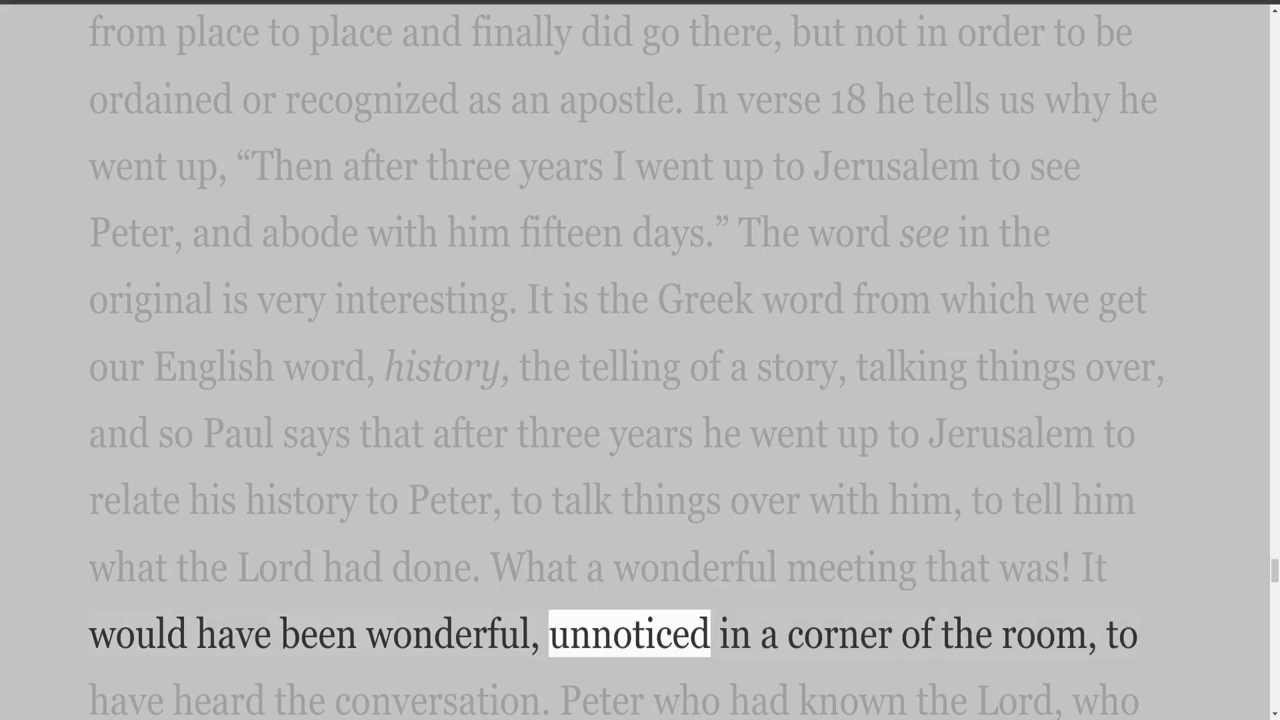 from place to place and finally did go there, but not in order to be
ordained or recognized as an apostle. In verse 18 he tells us why he
went up, “Then after three years I went up to Jerusalem to see
Peter, and abode with him fifteen days.” The word see in the
original is very interesting. It is the Greek word from which we get
our English word, history, the telling of a story, talking things over,
and so Paul says that after three years he went up to Jerusalem to
relate his history to Peter, to talk things over with him, to tell him
what the Lord had done. What a wonderful meeting that was! It
would have been wonderful, unnoticed in a corner of the room, to
have heard the conversation. Peter who had known the Lord, who